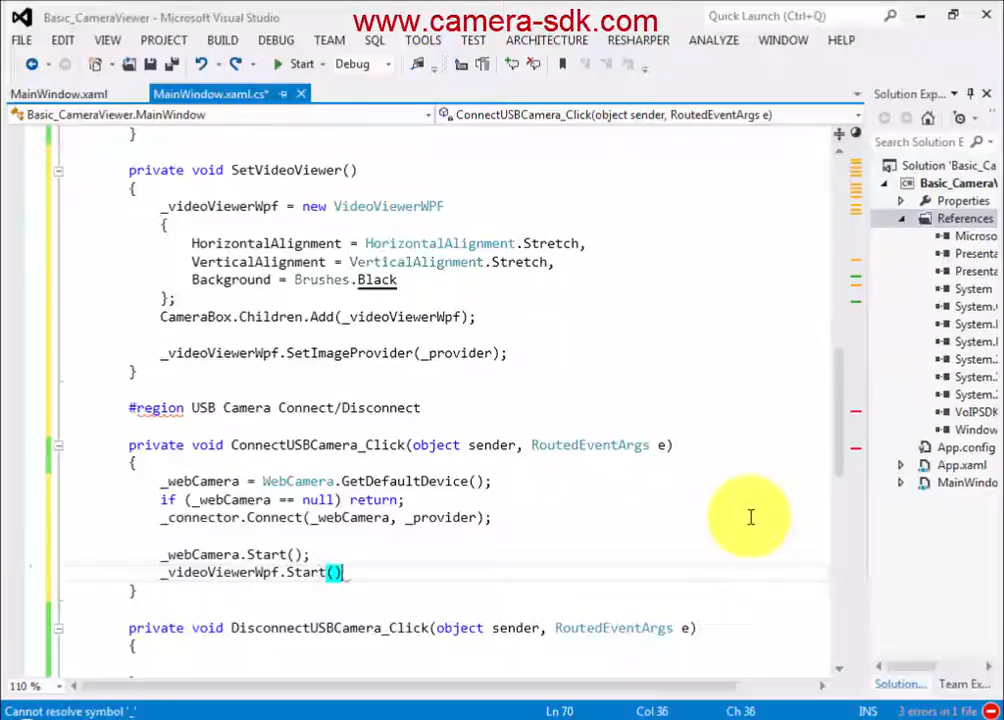 www.camera-sdk.com
Basic_CameraViewer - Microsoft Visual Studio
Quick Launch (Ctrl+Q)
FILE EDIT VIEW PROJECT BUILD DEBUG TEAM SQL TOOLS TEST ARCHITECTURE RESHARPER ANALYZE WINDOW HELP
Start Debug
MainWindow.xaml MainWindow.xaml.cs*
Solution Exp...
Basic_CameraViewer.MainWindow ConnectUSBCamera_Click(object sender, RoutedEventArgs e)
}
private void SetVideoViewer()
{
_videoViewerWpf = new VideoViewerWPF
{
HorizontalAlignment = HorizontalAlignment.Stretch,
VerticalAlignment = VerticalAlignment.Stretch,
Background = Brushes.Black
};
CameraBox.Children.Add(_videoViewerWpf);
_videoViewerWpf.SetImageProvider(_provider);
}
#region USB Camera Connect/Disconnect
private void ConnectUSBCamera_Click(object sender, RoutedEventArgs e)
{
_webCamera = WebCamera.GetDefaultDevice();
if (_webCamera == null) return;
_connector.Connect(_webCamera, _provider);
_webCamera.Start();
_videoViewerWpf.Start()
}
private void DisconnectUSBCamera_Click(object sender, RoutedEventArgs e)
{
Search Solution E
Solution 'Basic_Ca
Basic_CameraV
Properties
References
Microso
Presenta
Presenta
System
System.
System.I
System.
System.
System.
VoIPSDK
Window
App.config
App.xaml
MainWindo
110 %
Solution... Team Ex...
Cannot resolve symbol '_' Ln 70 Col 36 Ch 36 INS 3 errors in 1 file